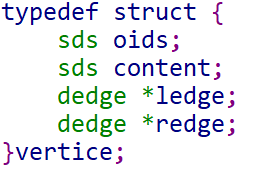 typedef struct {
    sds oids;
    sds content;
    dedge *ledge;
    dedge *redge;
}vertice;